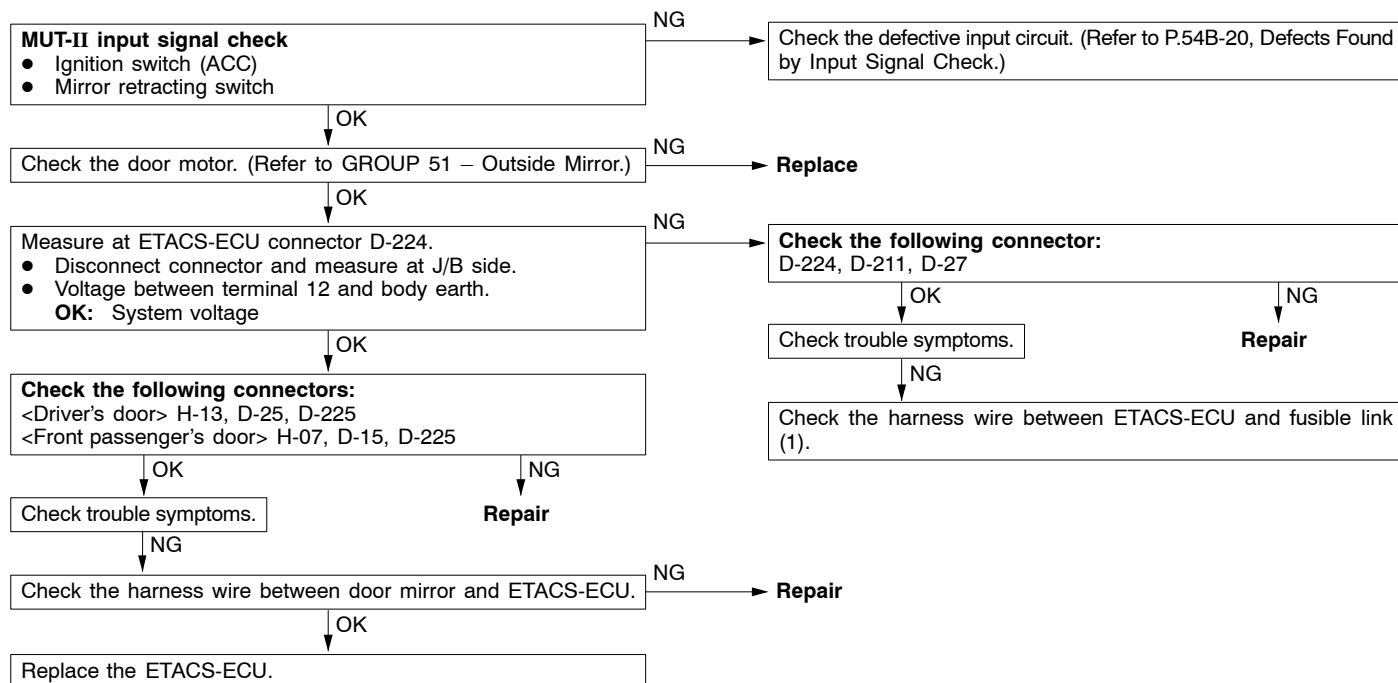 MUT-II input signal check
● Ignition switch (ACC)
● Mirror retracting switch
NG
Check the defective input circuit. (Refer to P.54B-20, Defects Found
by Input Signal Check.)
OK
Check the door motor. (Refer to GROUP 51 – Outside Mirror.)
NG
Replace
OK
Measure at ETACS-ECU connector D-224.
● Disconnect connector and measure at J/B side.
● Voltage between terminal 12 and body earth.
OK: System voltage
NG
Check the following connector:
D-224, D-211, D-27
OK
NG
Check trouble symptoms.
Repair
NG
Check the harness wire between ETACS-ECU and fusible link
(1).
OK
Check the following connectors:
<Driver's door> H-13, D-25, D-225
<Front passenger's door> H-07, D-15, D-225
OK
NG
Check trouble symptoms.
Repair
NG
Check the harness wire between door mirror and ETACS-ECU.
NG
Repair
OK
Replace the ETACS-ECU.